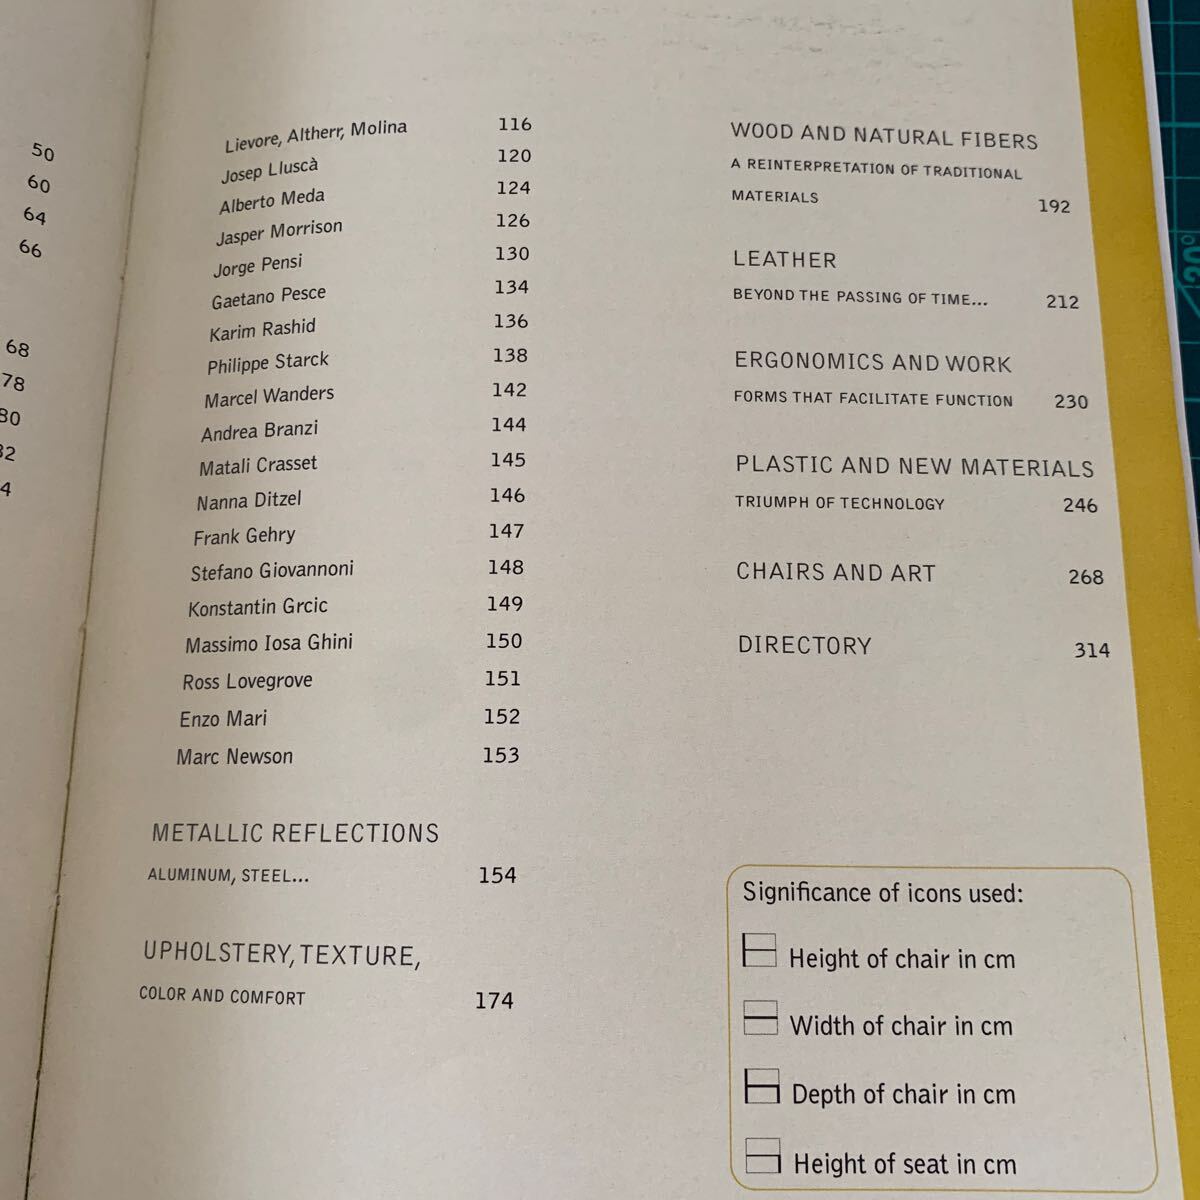 50
60
64
66
68
78
Lievore, Altherr, Molina 116
Josep Lluscà 120
Alberto Meda 124
Jasper Morrison 126
Jorge Pensi 130
Gaetano Pesce 134
Karim Rashid 136
Philippe Starck 138
Marcel Wanders 142
Andrea Branzi 144
Matali Crasset 145
Nanna Ditzel 146
Frank Gehry 147
Stefano Giovannoni 148
Konstantin Grcic 149
Massimo Iosa Ghini 150
Ross Lovegrove 151
Enzo Mari 152
Marc Newson 153
METALLIC REFLECTIONS
ALUMINUM, STEEL... 154
UPHOLSTERY, TEXTURE,
COLOR AND COMFORT 174
WOOD AND NATURAL FIBERS
A REINTERPRETATION OF TRADITIONAL
MATERIALS 192
LEATHER
BEYOND THE PASSING OF TIME... 212
ERGONOMICS AND WORK
FORMS THAT FACILITATE FUNCTION 230
PLASTIC AND NEW MATERIALS
TRIUMPH OF TECHNOLOGY 246
CHAIRS AND ART 268
DIRECTORY 314
Significance of icons used:
Height of chair in cm
Width of chair in cm
Depth of chair in cm
Height of seat in cm